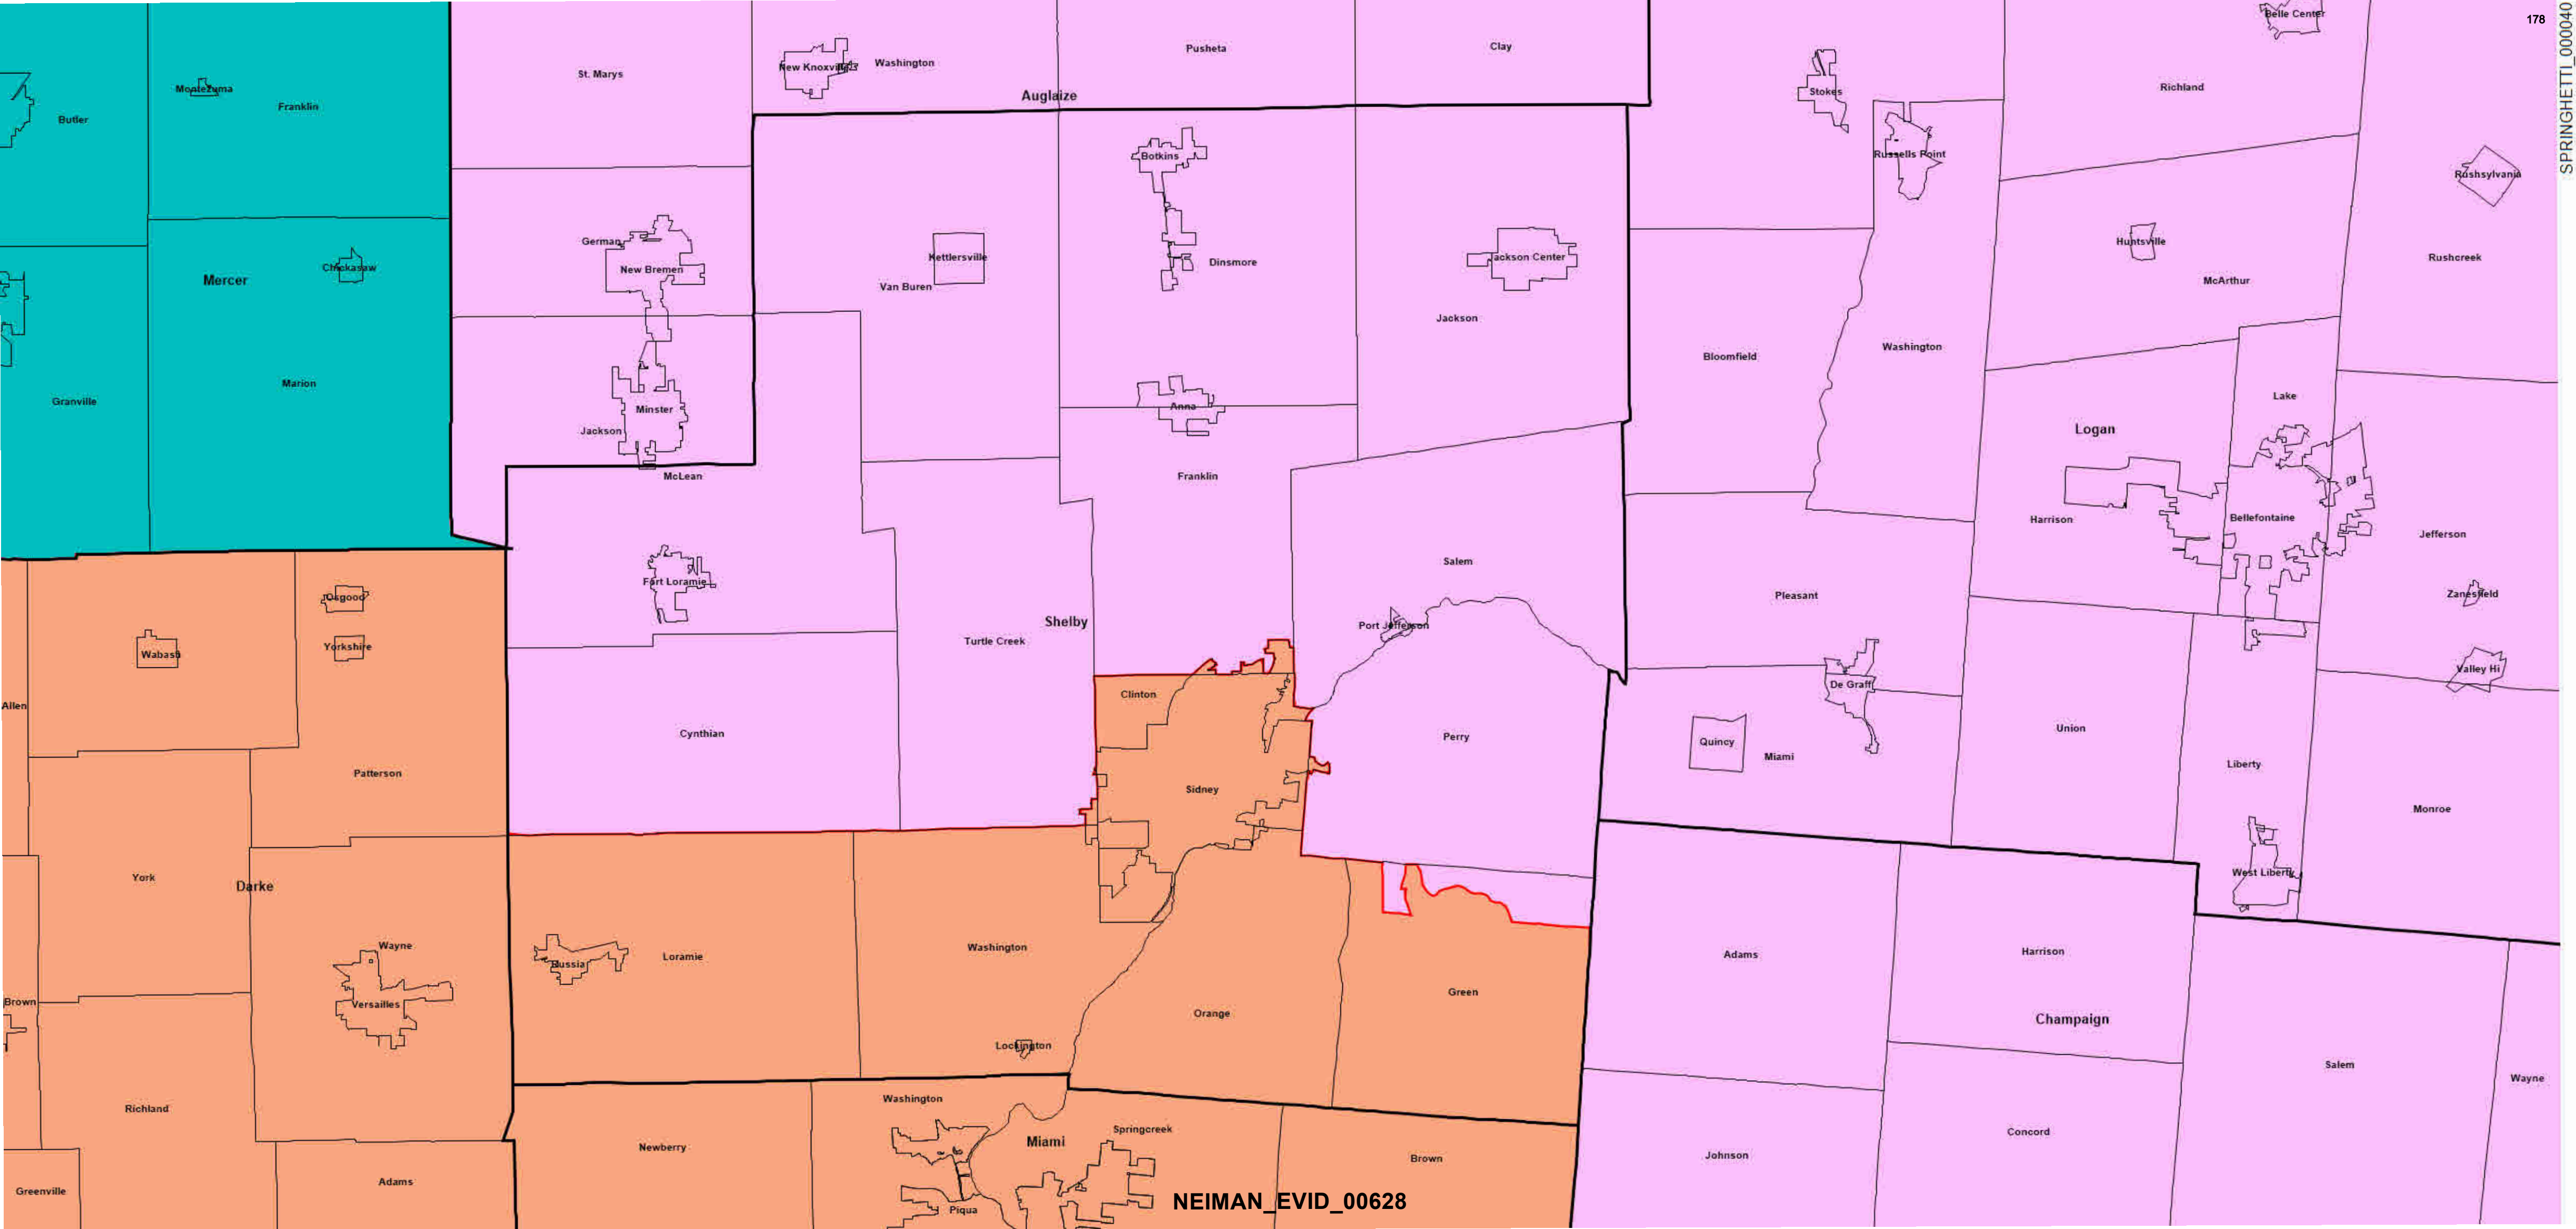 Belle Center
178
SPRINGHETTI_000040
Clay
Pusheta
Washington
New Knoxville
St. Marys
Auglaize
Richland
Stokes
Montezuma
Franklin
Butler
Botkins
Russells Point
Rushsylvania
German
Huntsville
Kettlersville
Jackson Center
Rushcreek
Dinsmore
Chickasaw
New Bremen
Mercer
McArthur
Van Buren
Jackson
Washington
Bloomfield
Marion
Lake
Granville
Minster
Anna
Jackson
Logan
McLean
Franklin
Harrison
Bellefontaine
Jefferson
Salem
Fort Loramie
Pleasant
Zanesfield
Osgood
Shelby
Port Jefferson
Turtle Creek
Yorkshire
Wabash
Valley Hi
De Graff
Clinton
Allen
Union
Cynthian
Perry
Quincy
Miami
Liberty
Patterson
Sidney
Monroe
West Liberty
York
Darke
Wayne
Washington
Harrison
Adams
Loramie
Russia
Green
Brown
Versailles
Orange
Champaign
Lockington
Salem
Wayne
Washington
Richland
Springcreek
Concord
Miami
Newberry
Johnson
Brown
Adams
Greenville
NEIMAN_EVID_00628
Piqua